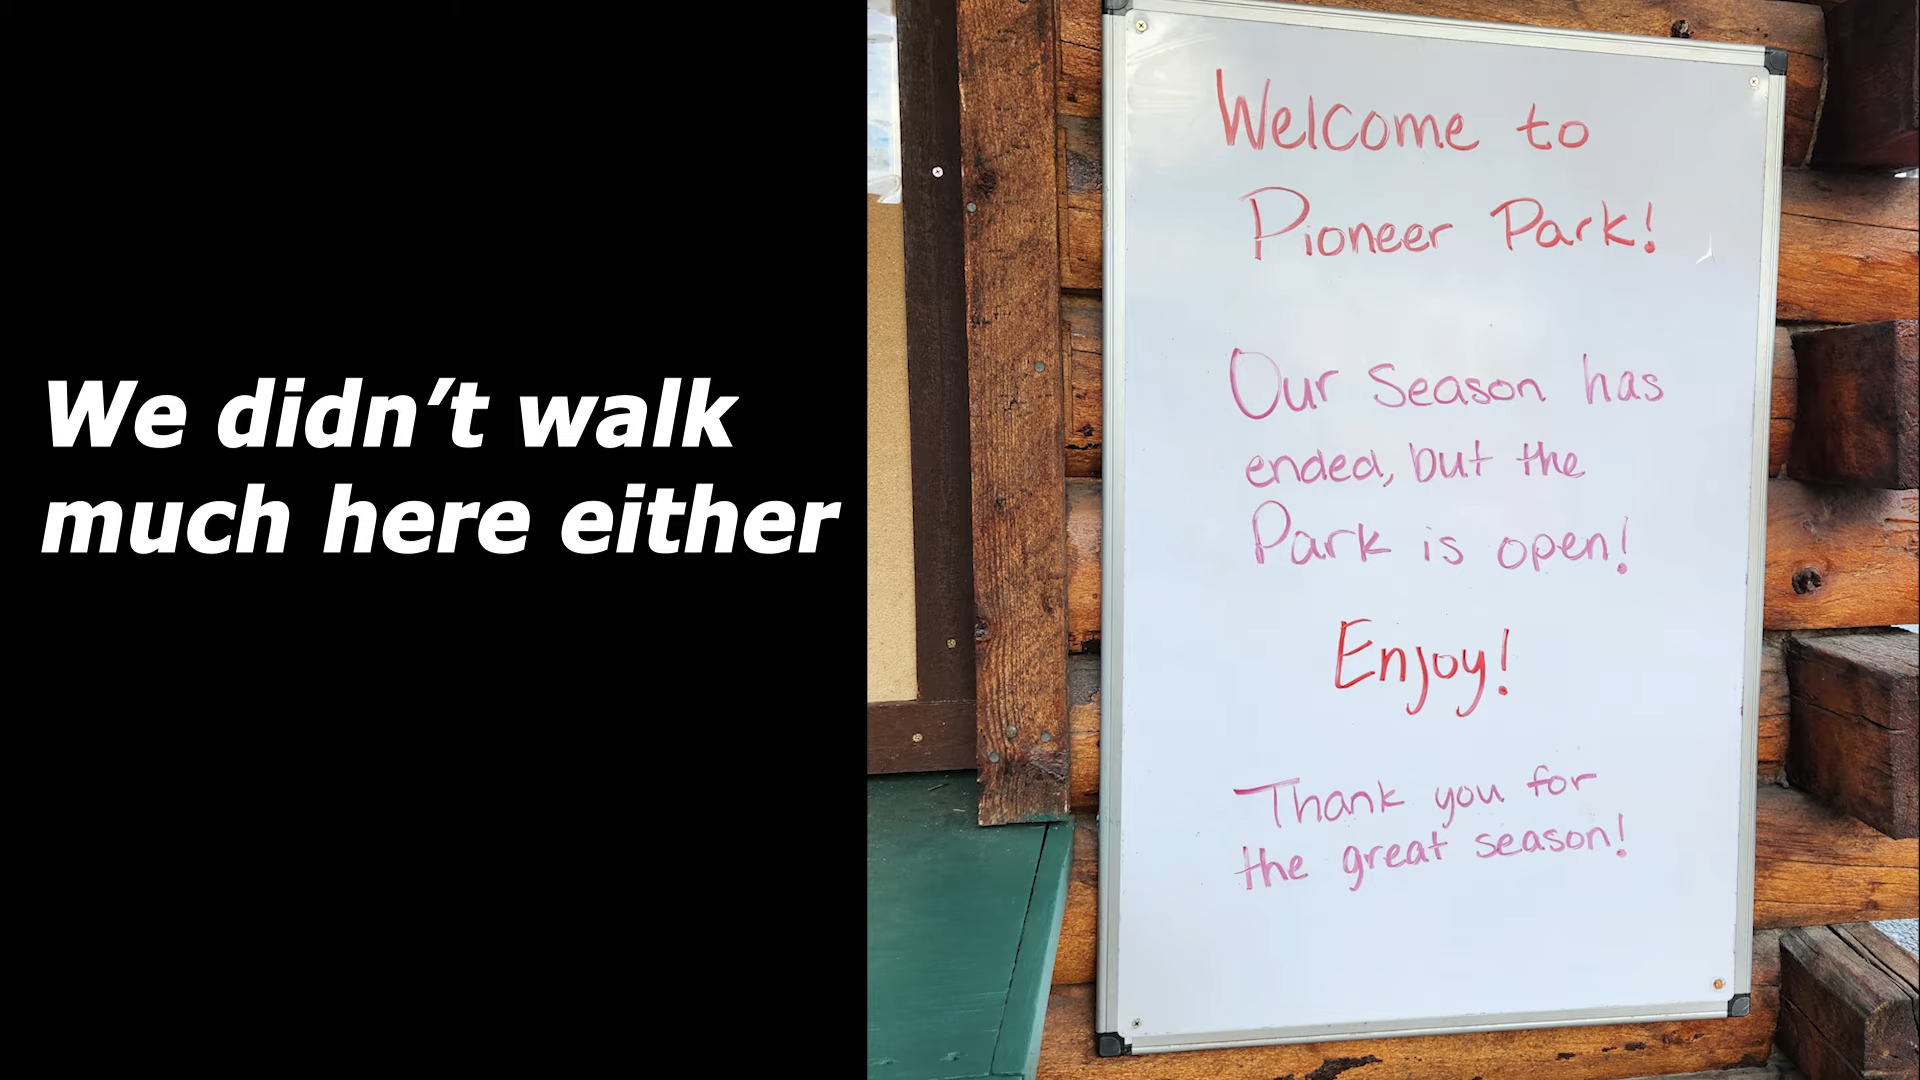 We didn’t walk
much here either
Welcome to
Pioneer Park!
Our Season has
ended, but the
Park is open!
Enjoy!
Thank you for
the great season!